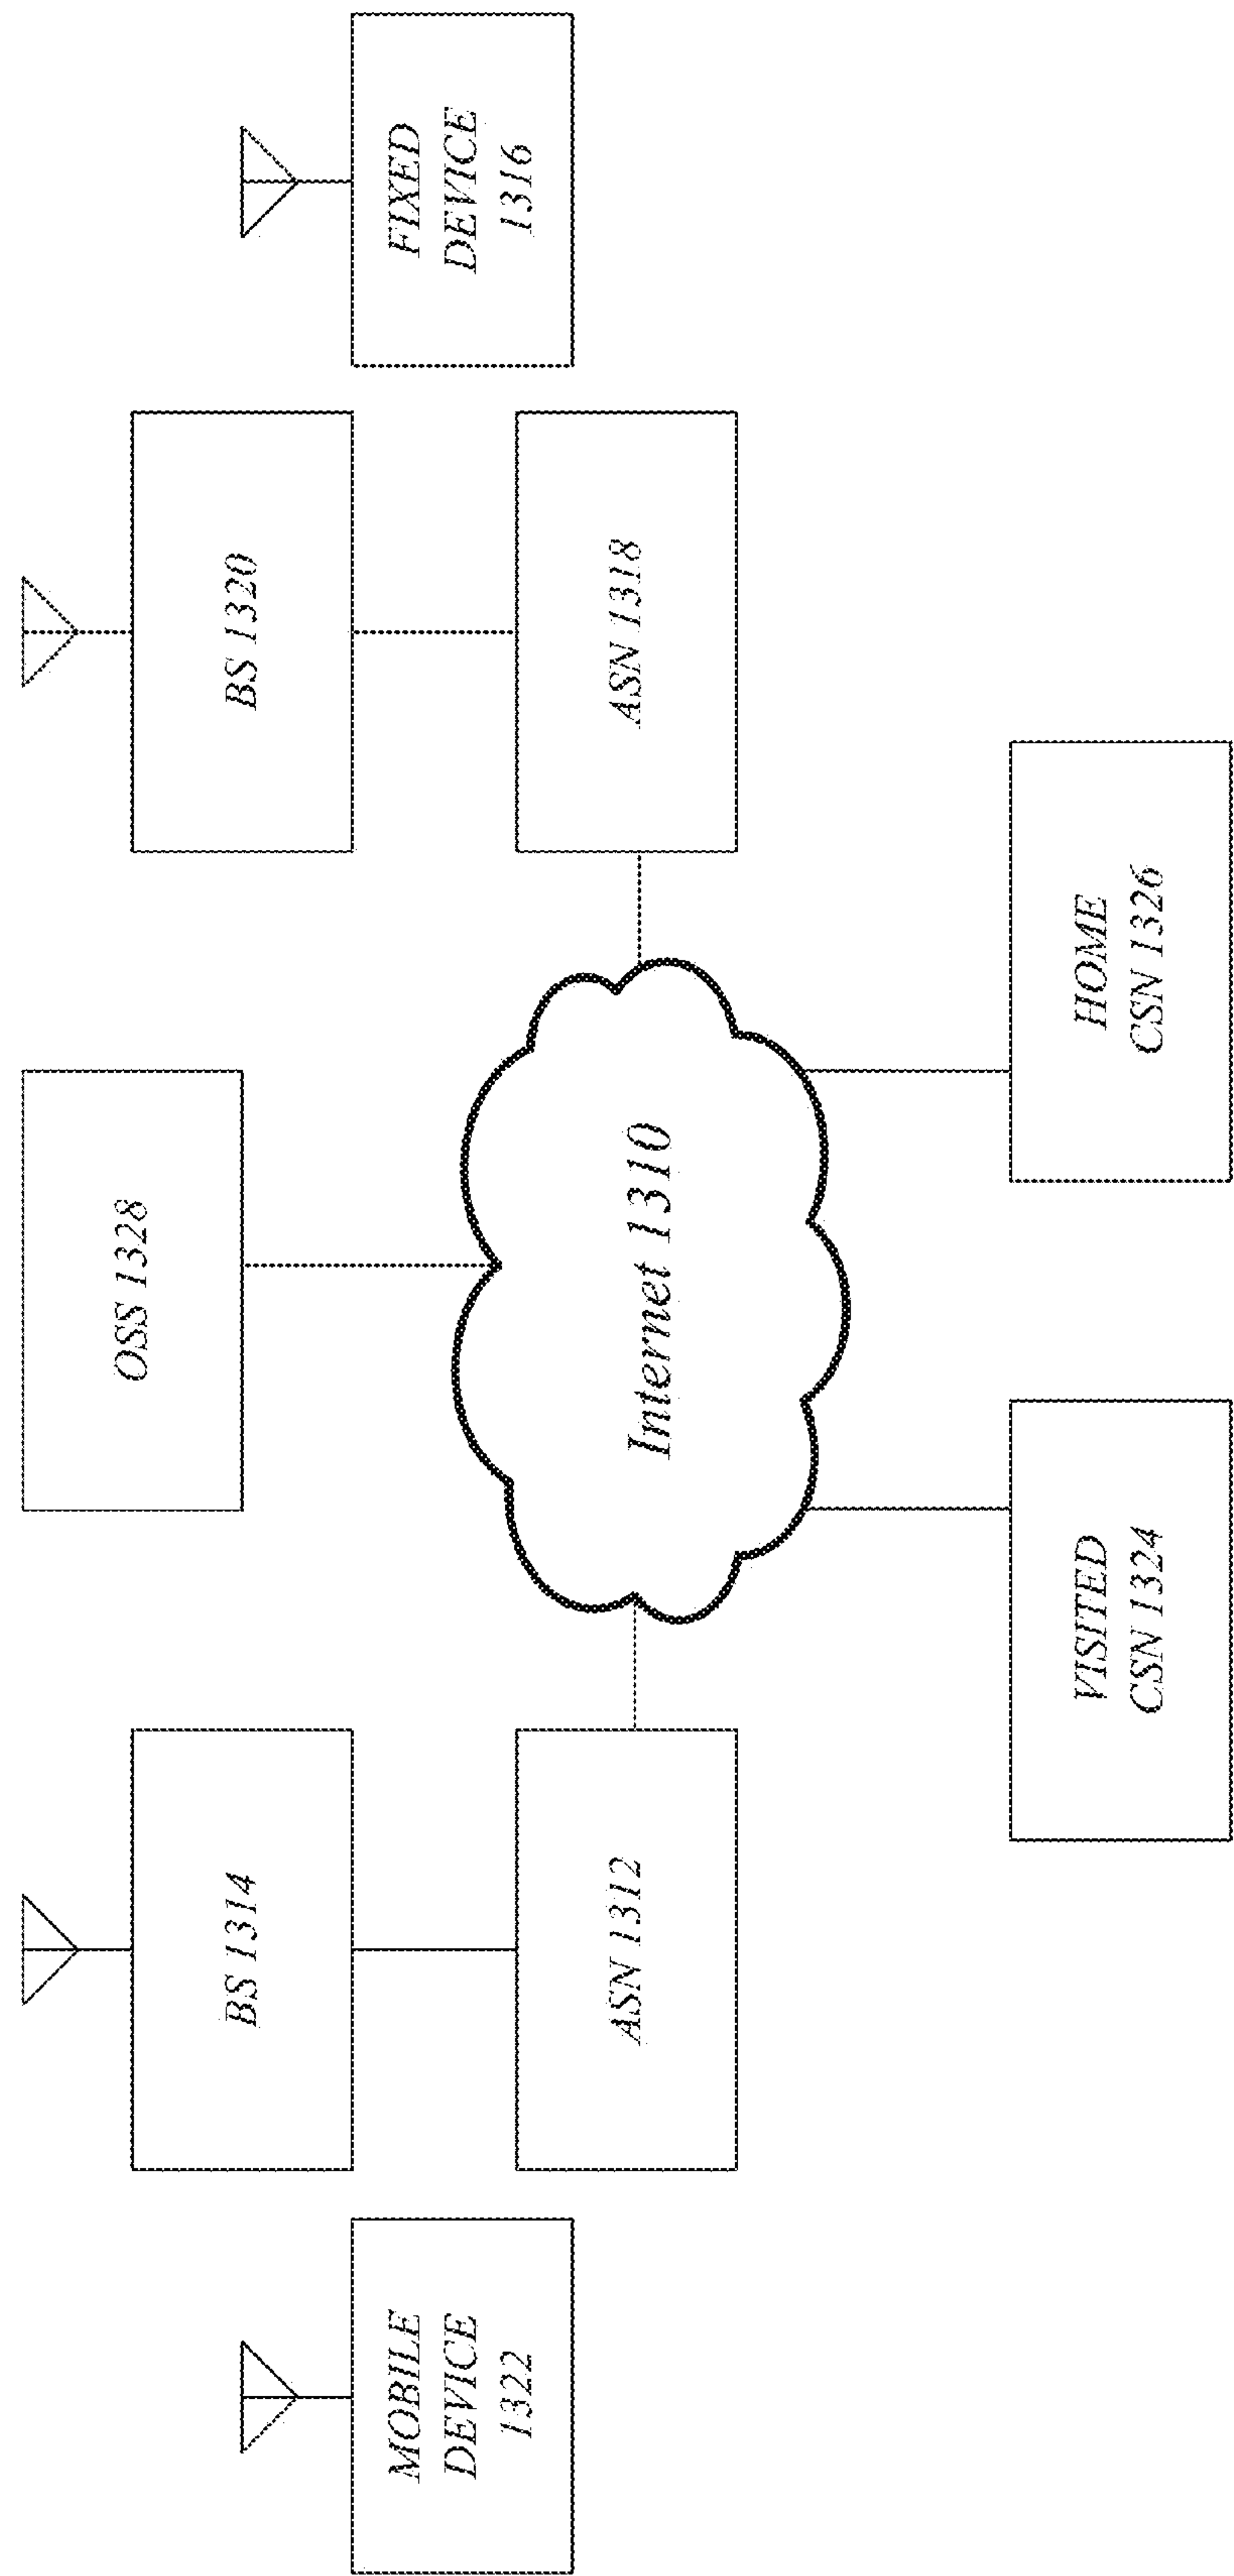 OSS 1328
BS 1314
BS 1320
MOBILE
DEVICE
1322
FIXED
DEVICE
1316
ASN 1312
Internet 1310
ASN 1318
VISITED
CSN 1324
HOME
CSN 1326